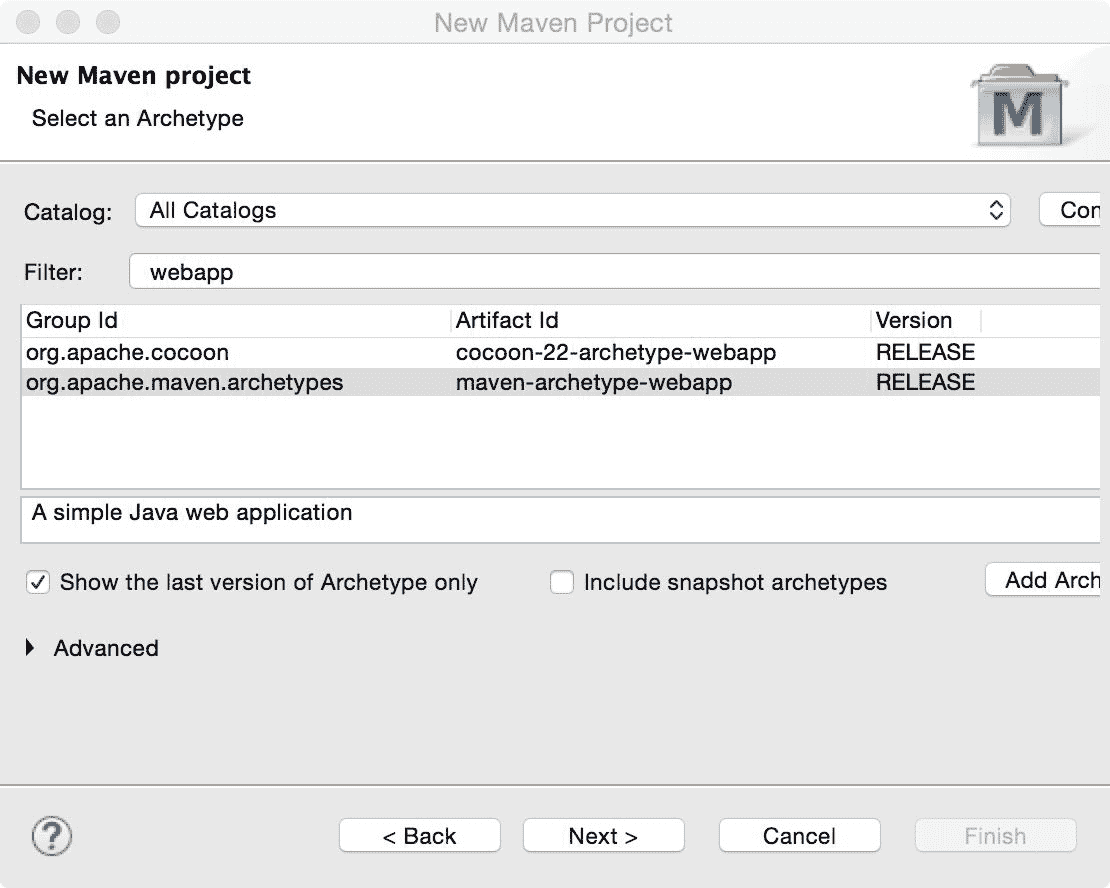 New Maven Project
New Maven project
Select an Archetype
M
Catalog: All Catalogs Con
Filter: webapp
Group Id Artifact Id Version
org.apache.cocoon cocoon-22-archetype-webapp RELEASE
org.apache.maven.archetypes maven-archetype-webapp RELEASE
A simple Java web application
Show the last version of Archetype only Include snapshot archetypes Add Arch
Advanced
? < Back Next > Cancel Finish